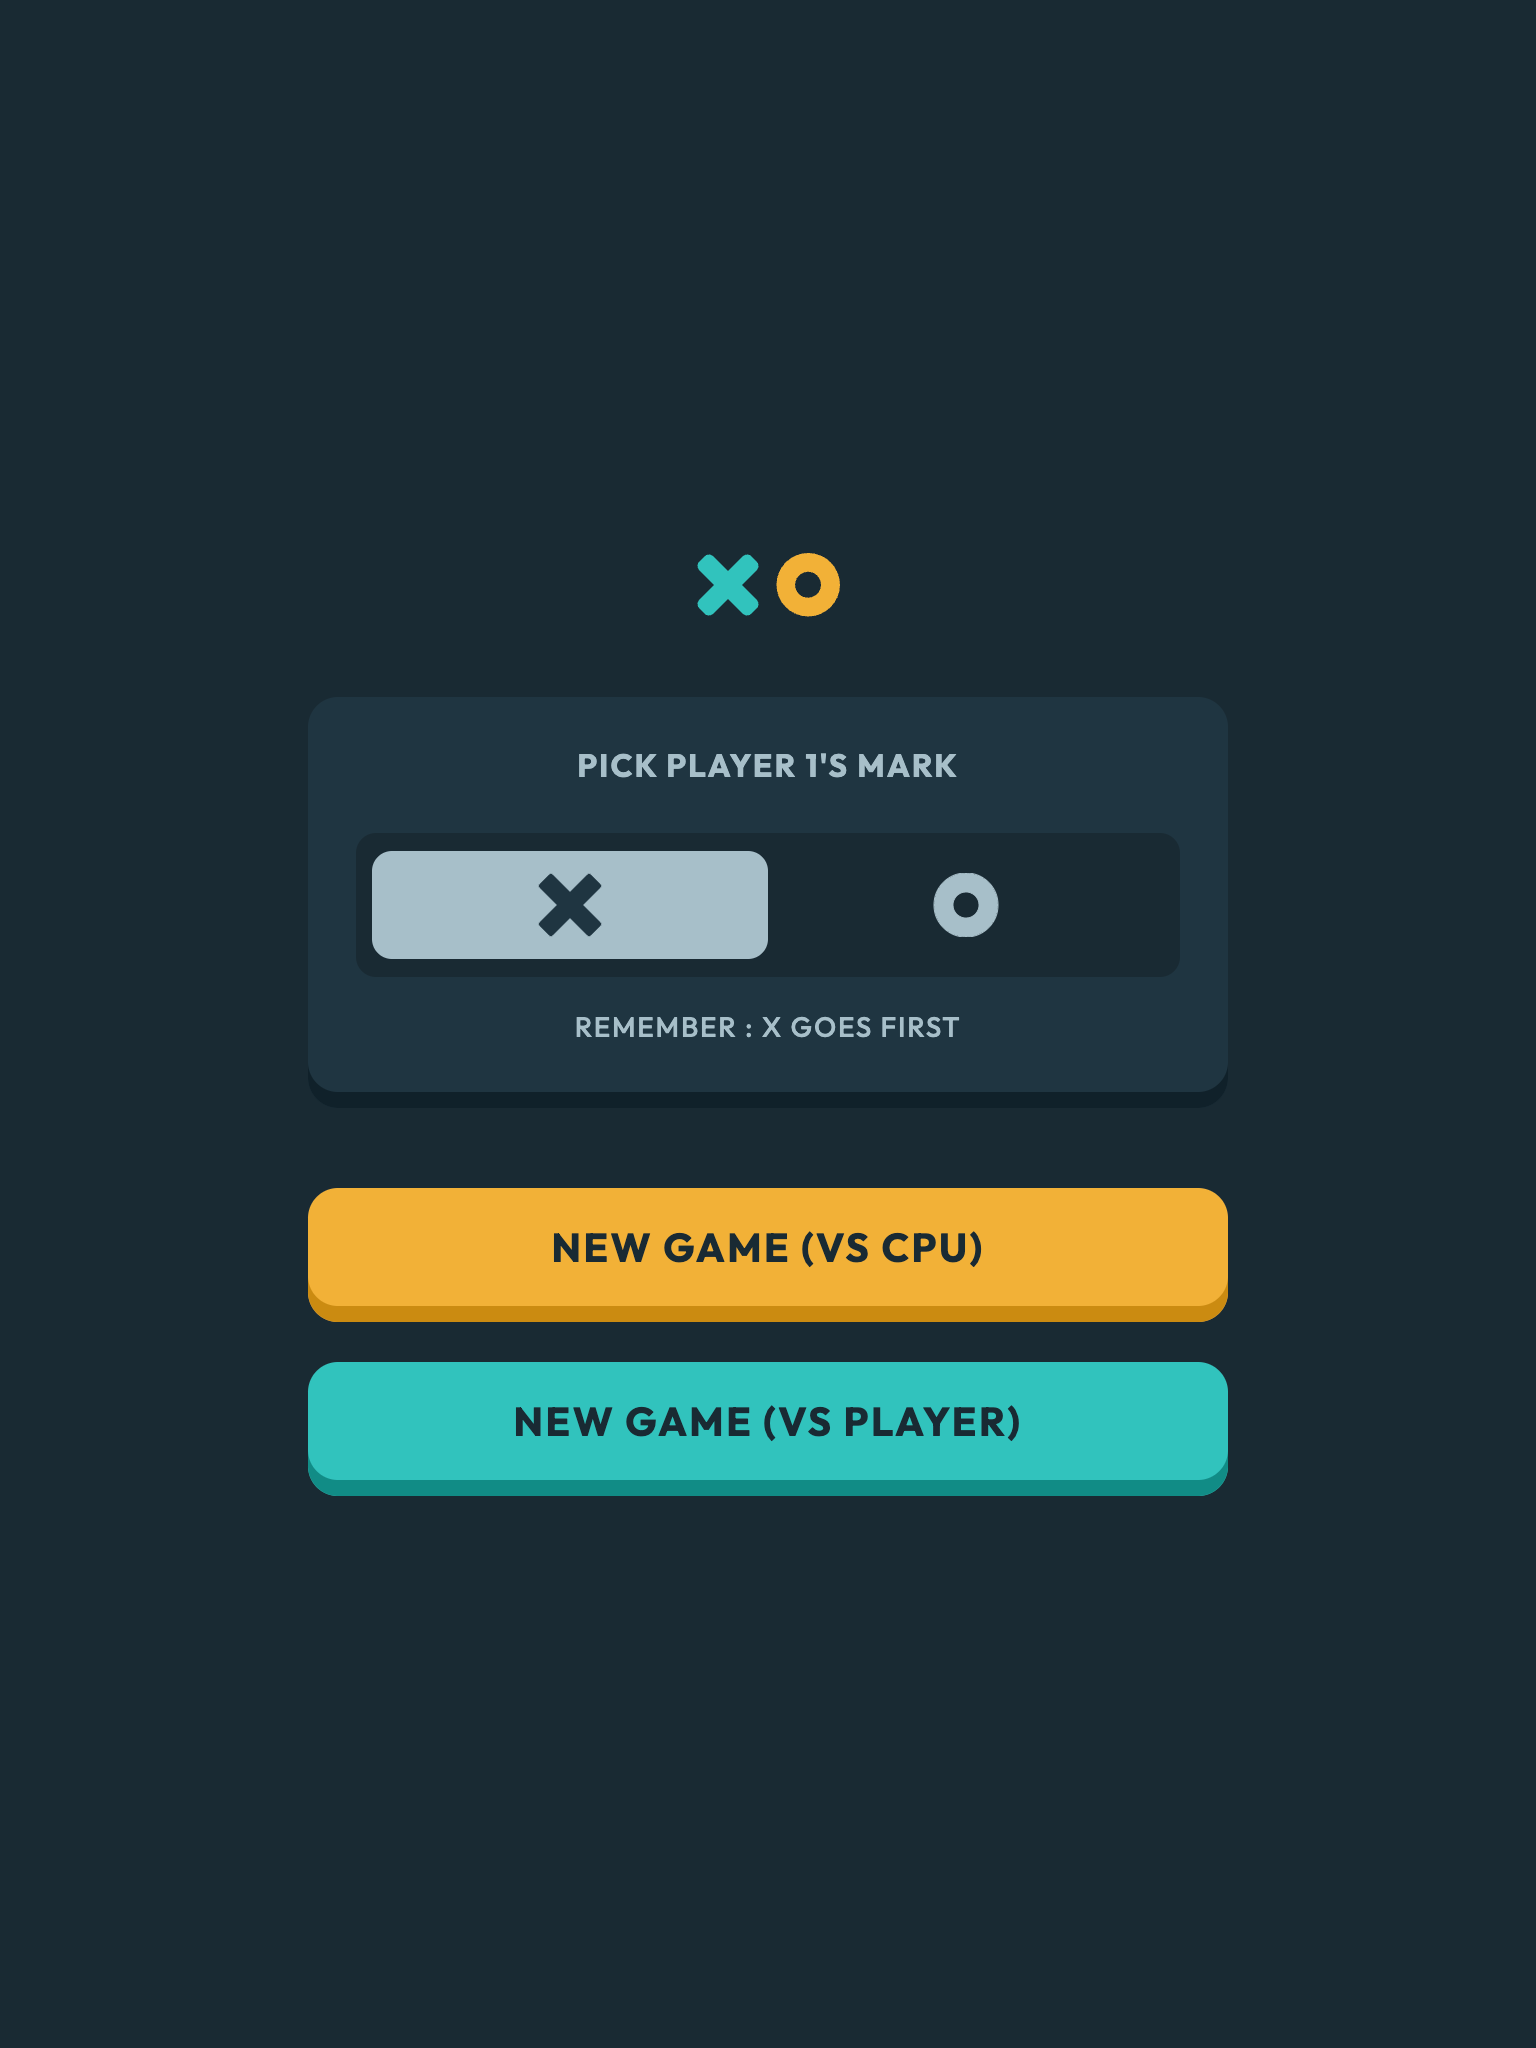 PICK PLAYER 1'S MARK
REMEMBER : X GOES FIRST
NEW GAME (VS CPU)
NEW GAME (VS PLAYER)